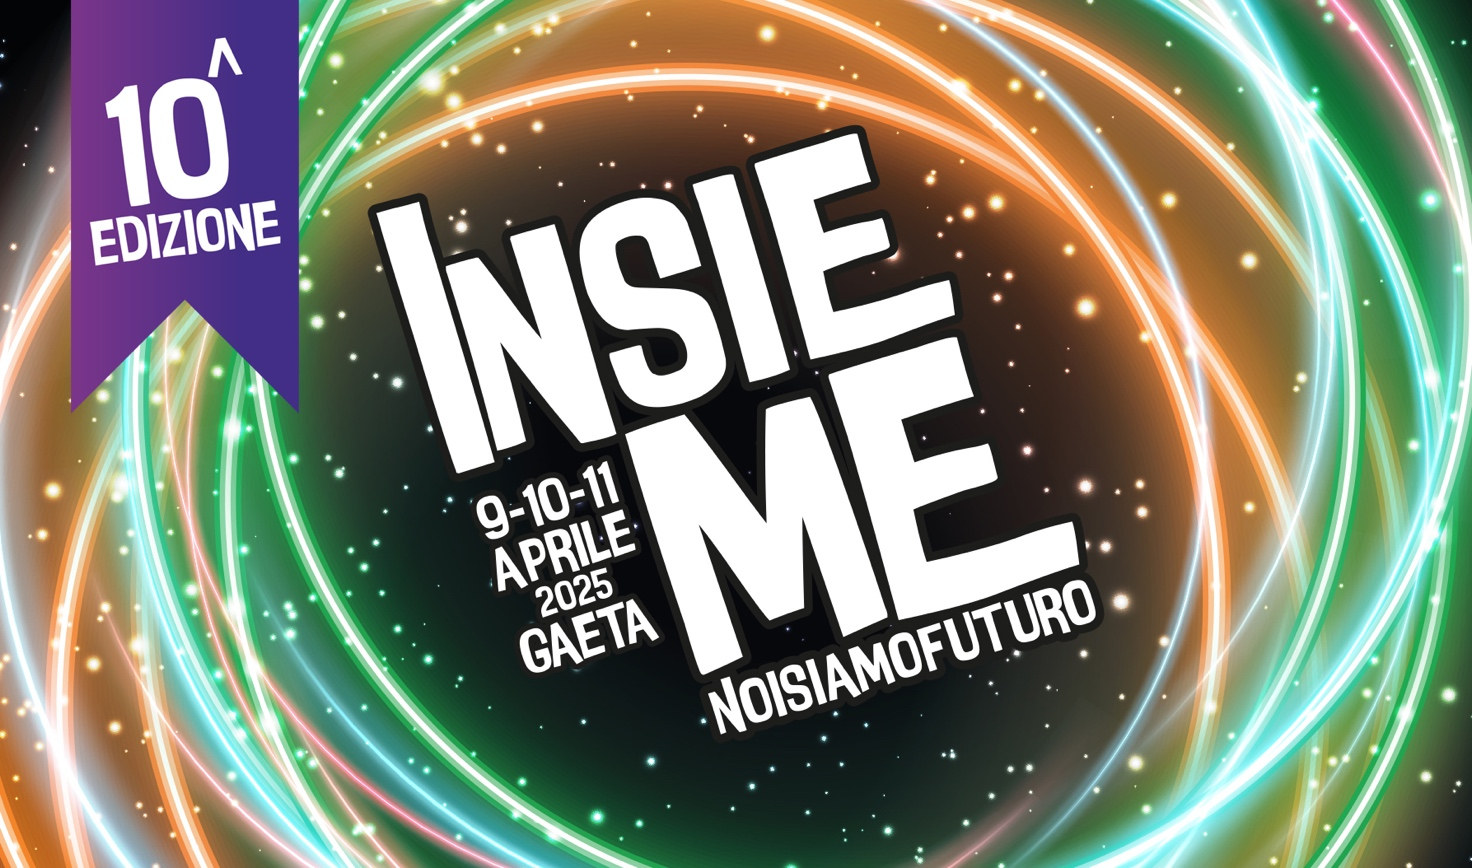 10^
EDIZIONE
INSIE
ME
9-10-11
APRILE
2025
GAETA
NOISIAMOFUTURO